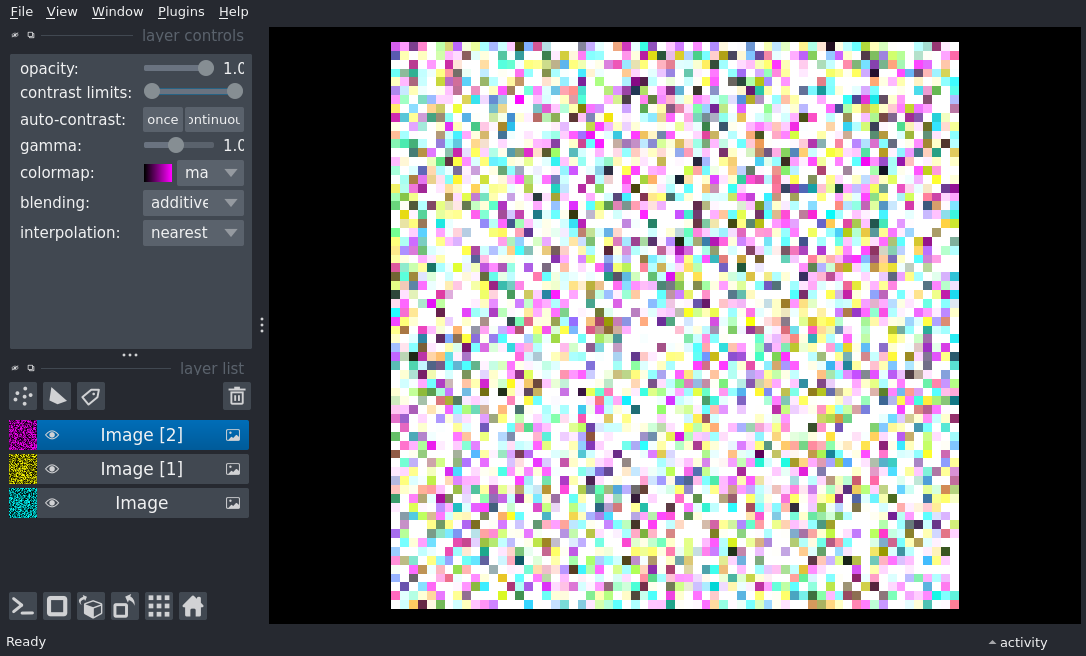 File View Window Plugins Help
layer controls
opacity: 1.0
contrast limits:
auto-contrast: once ontinuou
gamma: 1.0
colormap: ma
blending: additive
interpolation: nearest
layer list
Image [2]
Image [1]
Image
Ready
activity